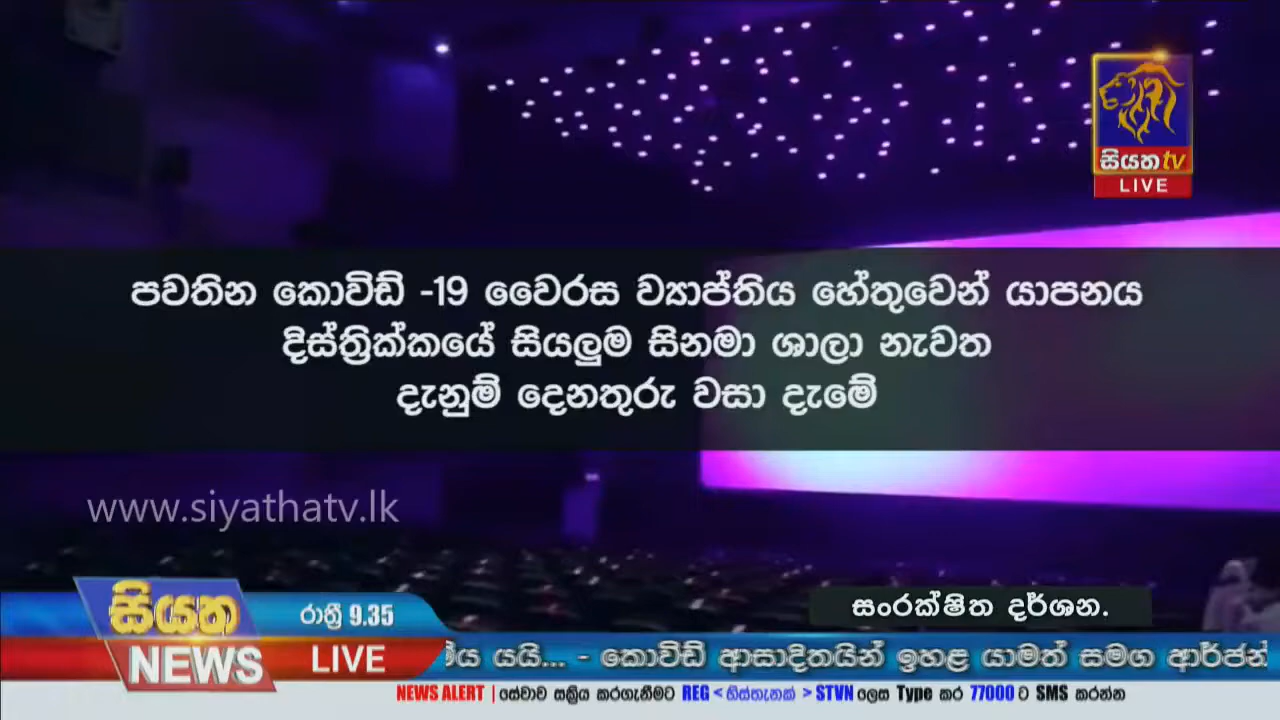 සියත tv
LIVE
පවතින කොවිඩ් -19 වෛරස ව්‍යාප්තිය හේතුවෙන් යාපනය
දිස්ත්‍රික්කයේ සියලුම සිනමා ශාලා නැවත
දැනුම් දෙනතුරු වසා දැමේ
www.siyathatv.lk
සංරක්ෂිත දර්ශන.
සියත
NEWS
රාත්‍රී 9.35
LIVE
යයි... - කොවිඩ් ආසාදිතයින් ඉහළ යාමත් සමග
NEWS ALERT | සේවාව සක්‍රිය කරගැනීමට REG < හිස්තැනක් > STVN ලෙස Type කර 77000 ට SMS කරන්න